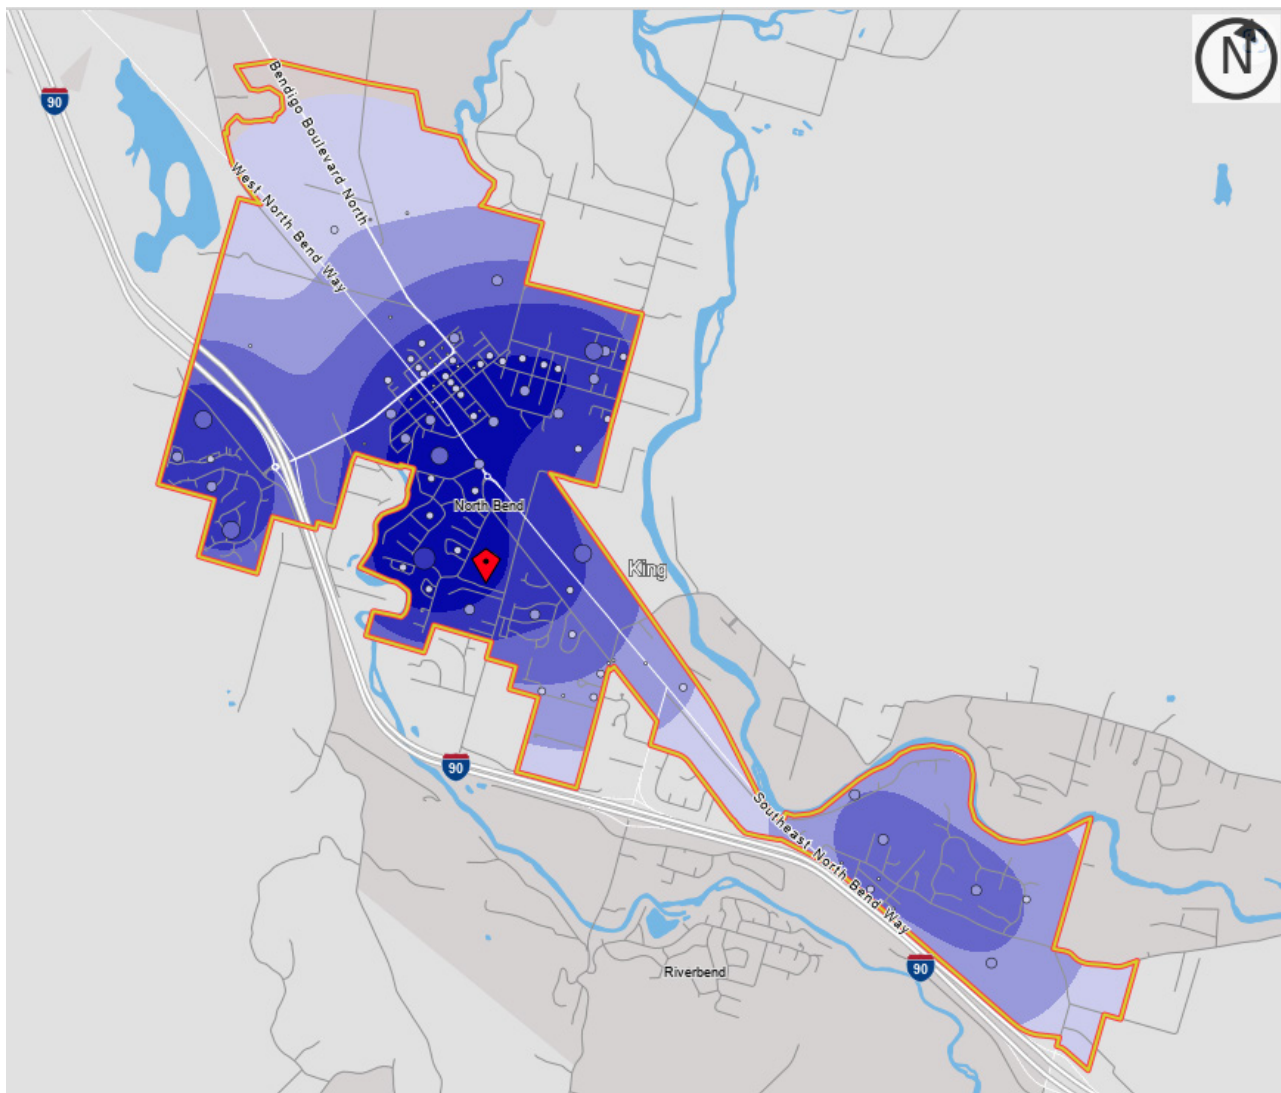 N
90
Bendigo Boulevard North
West North Bend Way
North Bend
King
90
Southeast North Bend Way
Riverbend
90